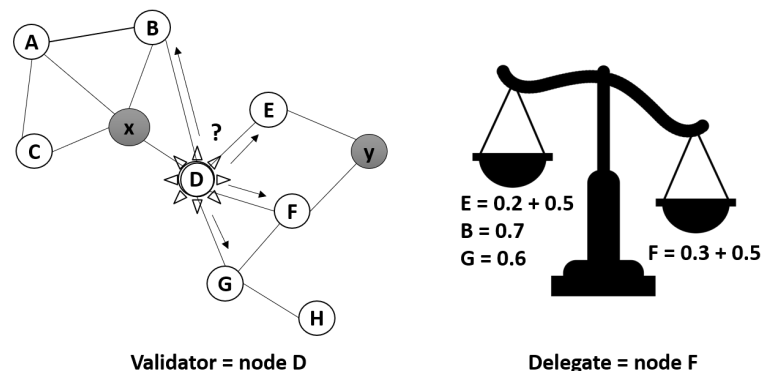 A
B
x
C
?
E
y
D
F
G
H
E = 0.2 + 0.5
B = 0.7
G = 0.6
F = 0.3 + 0.5
Validator = node D
Delegate = node F